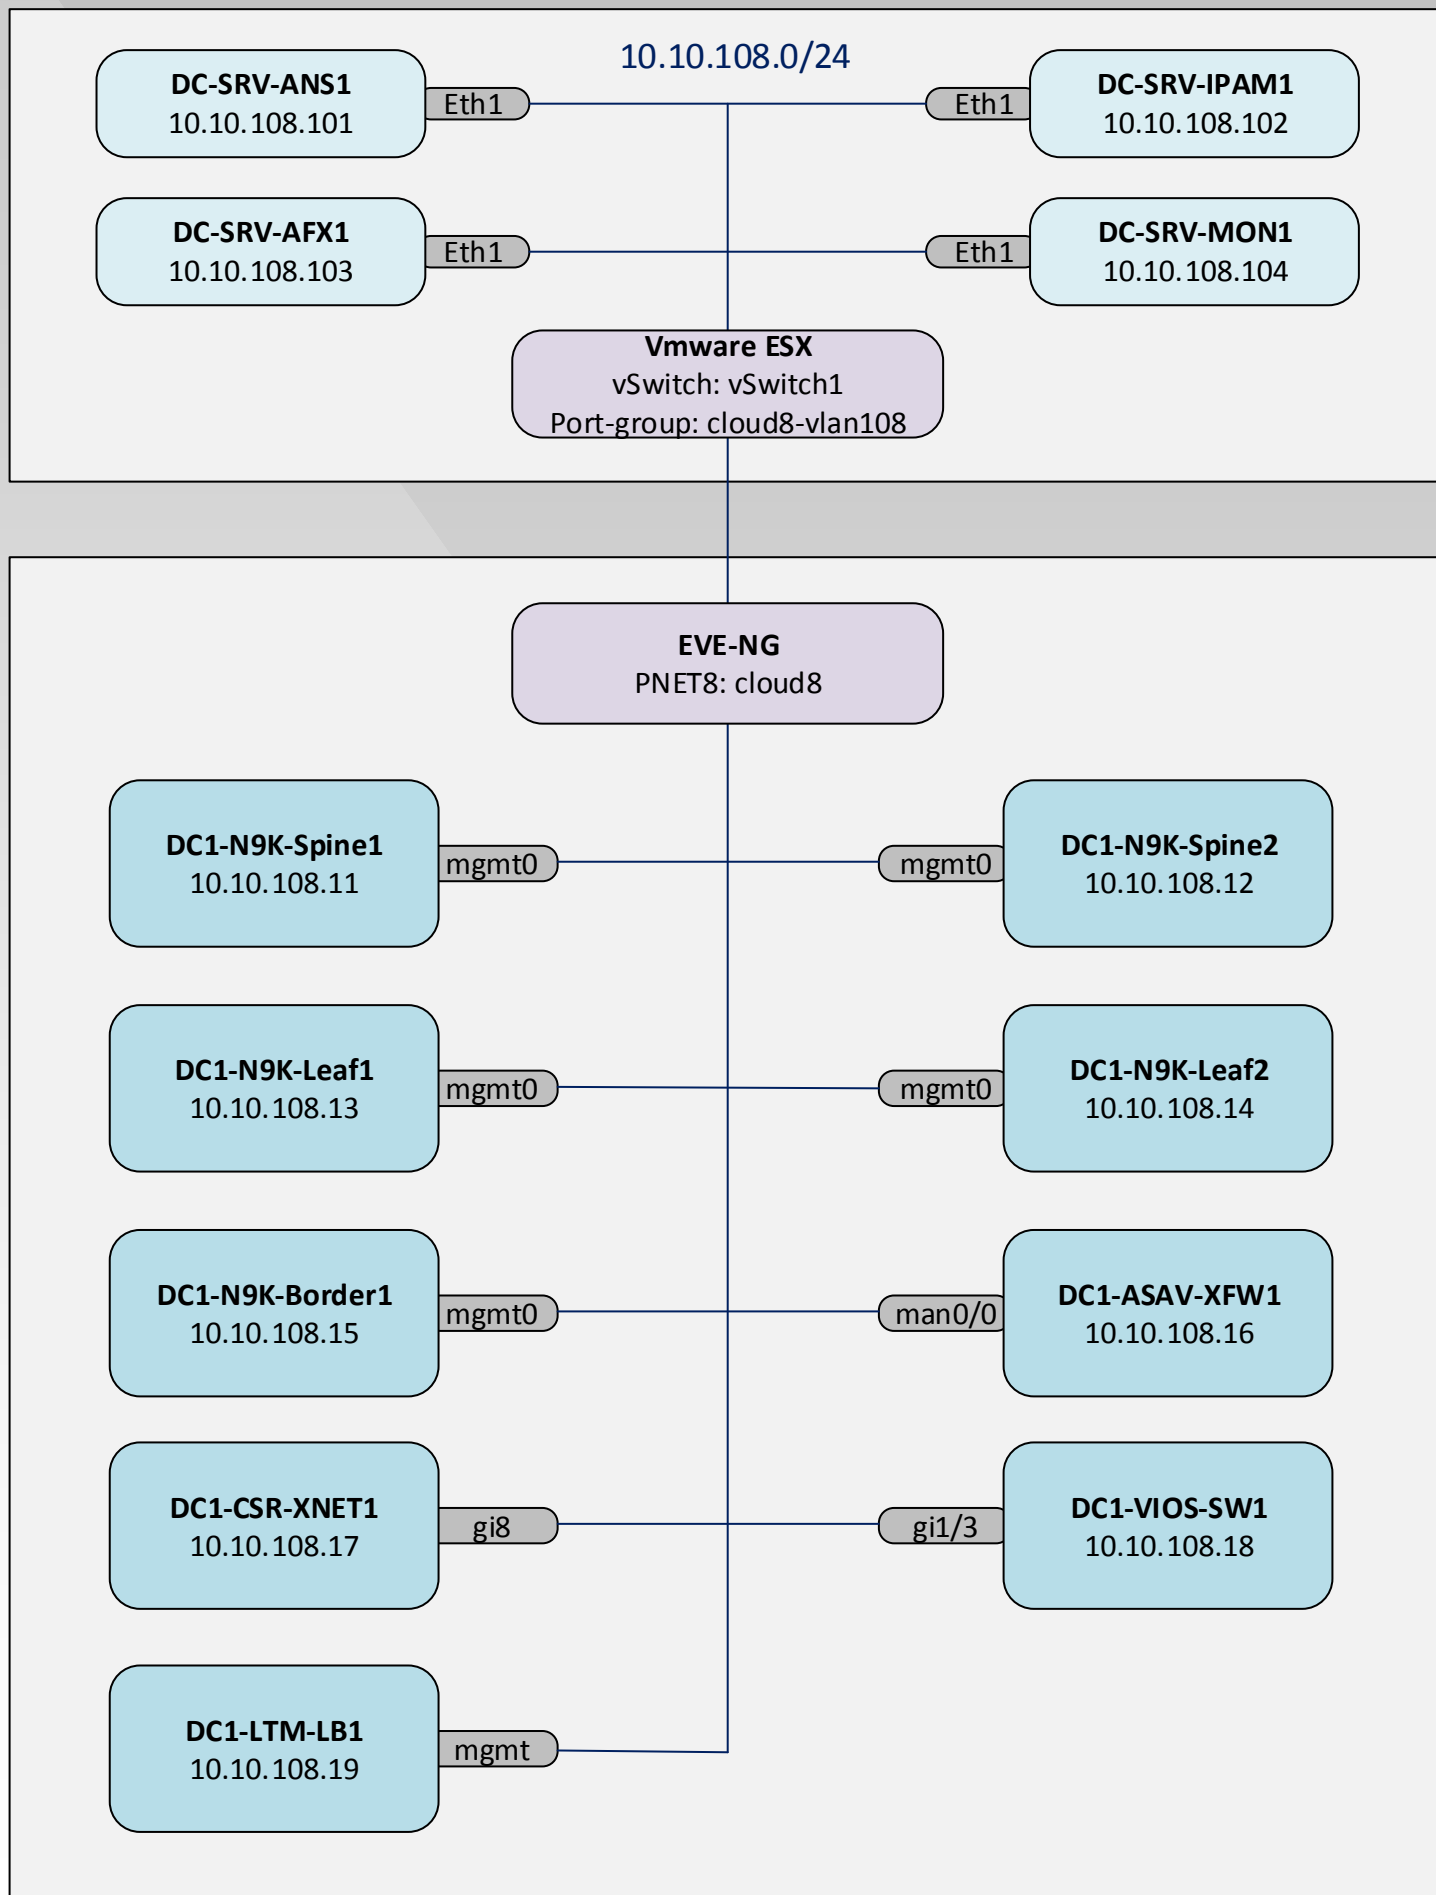 10.10.108.0/24
DC-SRV-ANS1
10.10.108.101
Eth1
Eth1
DC-SRV-IPAM1
10.10.108.102
DC-SRV-AFX1
10.10.108.103
Eth1
Eth1
DC-SRV-MON1
10.10.108.104
Vmware ESX
vSwitch: vSwitch1
Port-group: cloud8-vlan108
EVE-NG
PNET8: cloud8
DC1-N9K-Spine1
10.10.108.11
mgmt0
mgmt0
DC1-N9K-Spine2
10.10.108.12
DC1-N9K-Leaf1
10.10.108.13
mgmt0
mgmt0
DC1-N9K-Leaf2
10.10.108.14
DC1-N9K-Border1
10.10.108.15
mgmt0
man0/0
DC1-ASAV-XFW1
10.10.108.16
DC1-CSR-XNET1
10.10.108.17
gi8
gi1/3
DC1-VIOS-SW1
10.10.108.18
DC1-LTM-LB1
10.10.108.19
mgmt